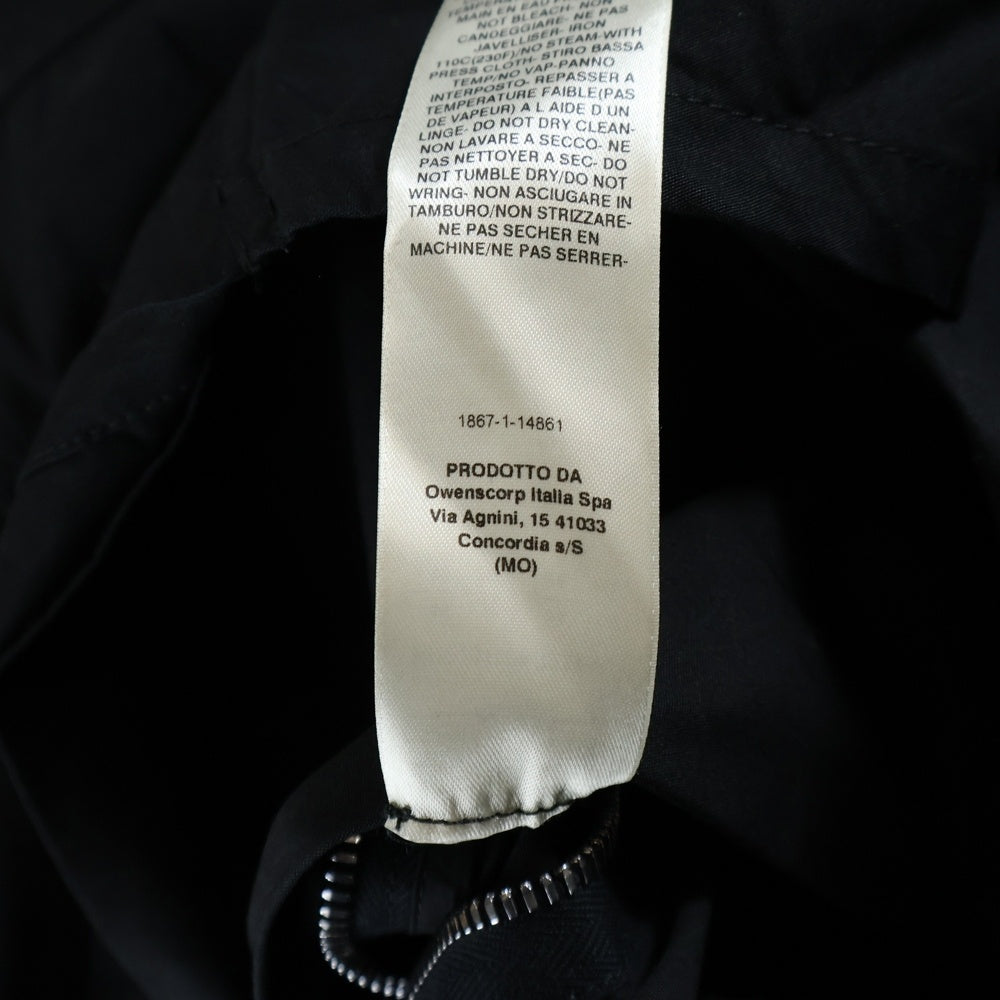 MAIN EN EAU
NOT BLEACH- NON
CANDEGGIARE- NE PAS
JAVELLISER- IRON
110C(230F)/NO STEAM-WITH
PRESS CLOTH- STIRO BASSA
TEMP/NO VAP-PANNO
INTERPOSTO- REPASSER A
TEMPERATURE FAIBLE(PAS
DE VAPEUR) A L AIDE D UN
LINGE- DO NOT DRY CLEAN-
NON LAVARE A SECCO- NE
PAS NETTOYER A SEC- DO
NOT TUMBLE DRY/DO NOT
WRING- NON ASCIUGARE IN
TAMBURO/NON STRIZZARE-
NE PAS SECHER EN
MACHINE/NE PAS SERRER-
1867-1-14861
PRODOTTO DA
Owenscorp Italia Spa
Via Agnini, 15 41033
Concordia s/S
(MO)